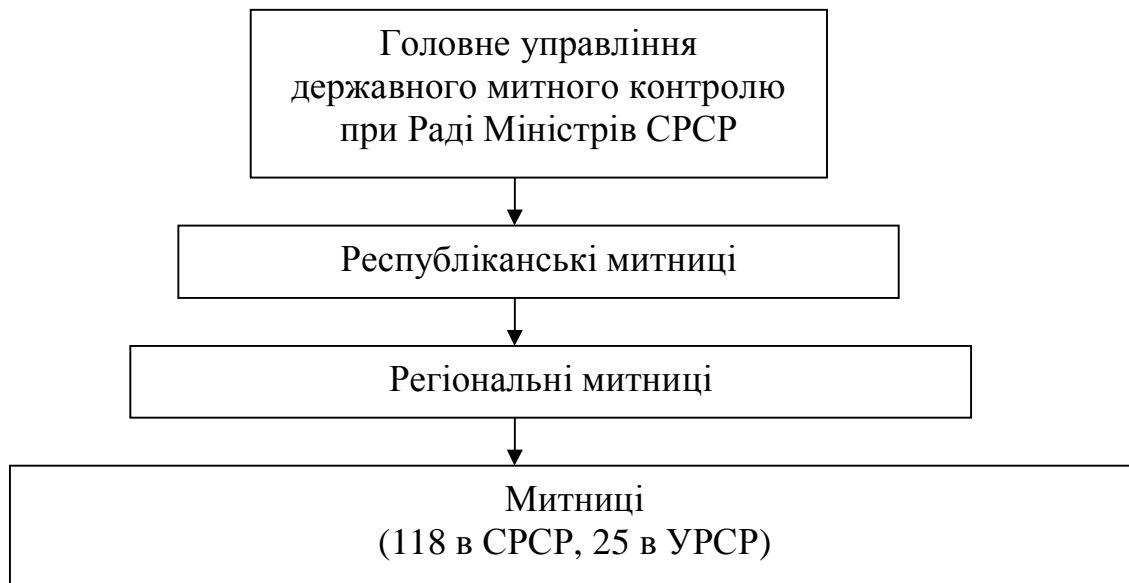 Головне управління
державного митного контролю
при Раді Міністрів СРСР
Республіканські митниці
Регіональні митниці
Митниці
(118 в СРСР, 25 в УРСР)